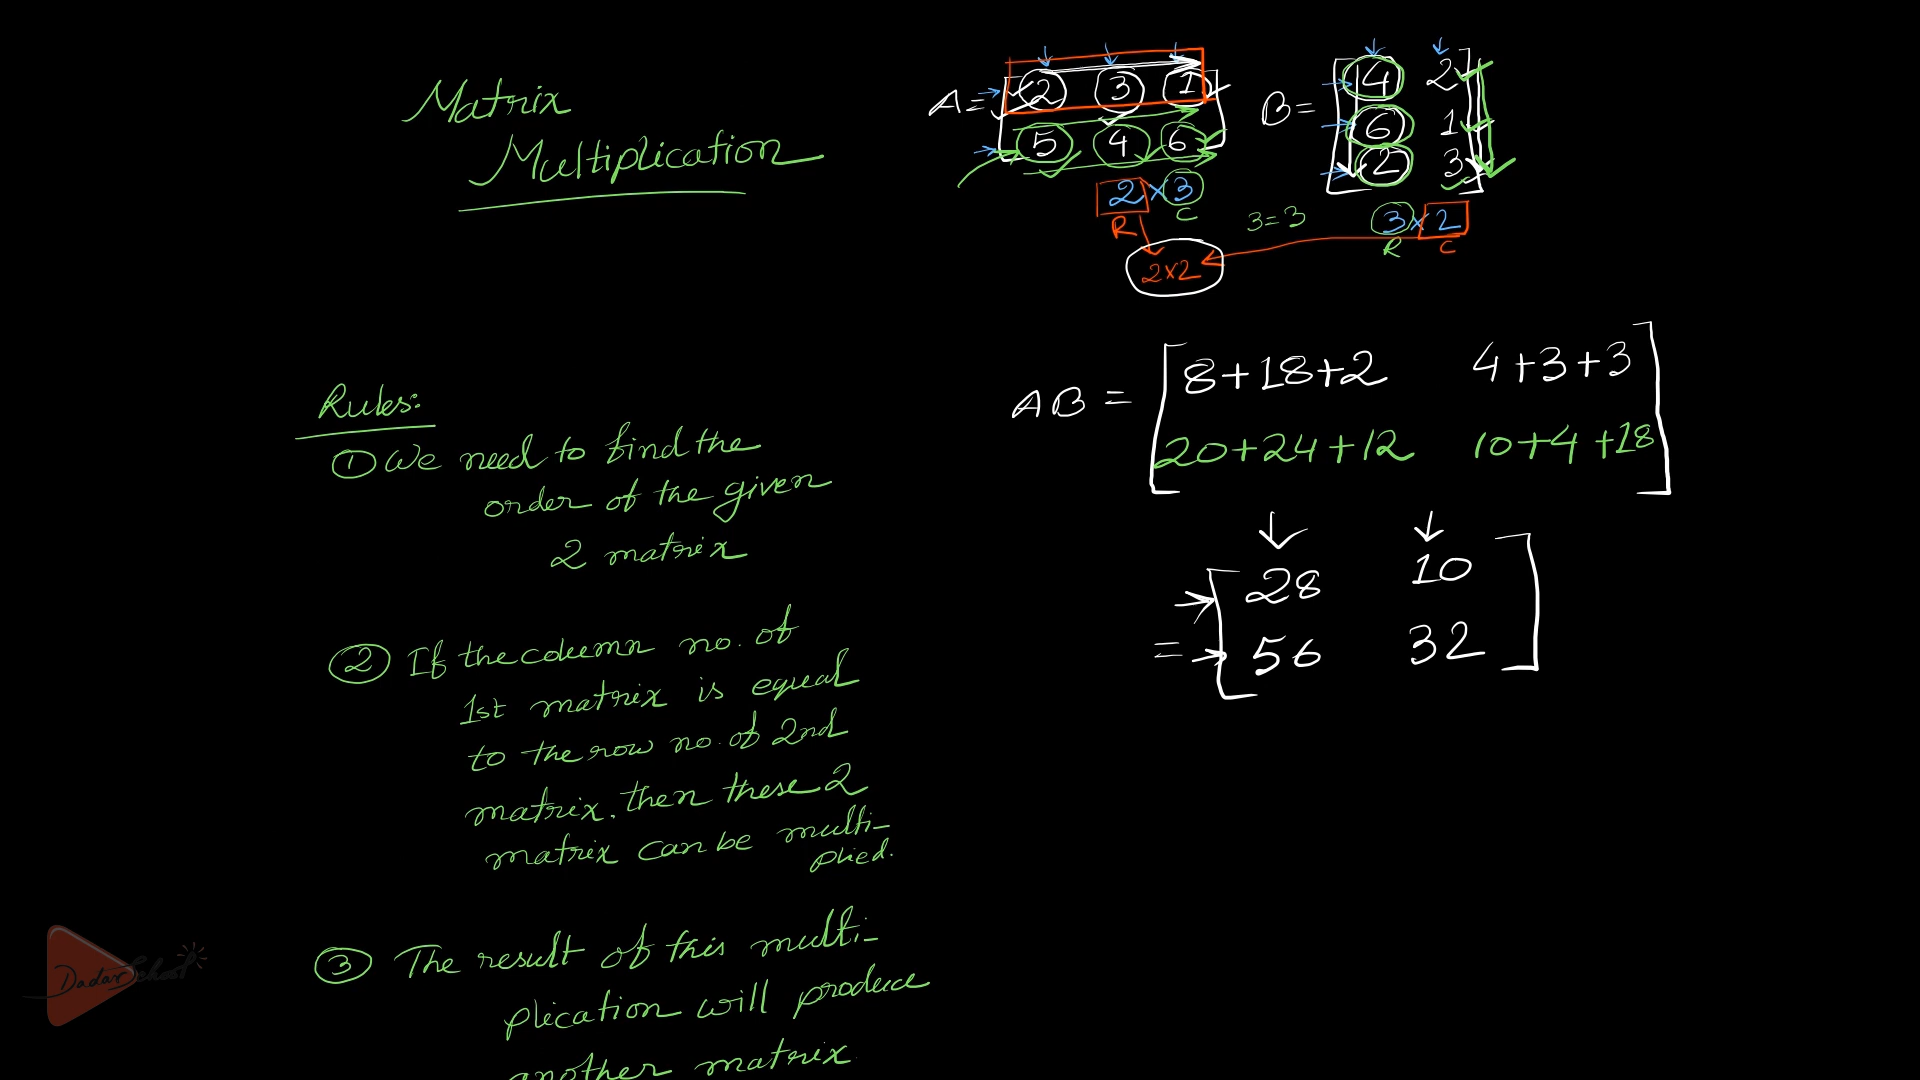 Matrix
Multiplication
A = [2 3 1
5 4 6]
2×3
R C
B = [4 2
6 1
2 3]
3=3
3×2
R C
2×2
Rules:
① We need to find the
order of the given
2 matrix
② If the column no. of
1st matrix is equal
to the row no. of 2nd
matrix, then these 2
matrix can be multi-
plied.
③ The result of this multi-
plication will produce
another matrix
AB = [8+18+2 4+3+3
20+24+12 10+4+18]
= [28 10
56 32]
Dadar School